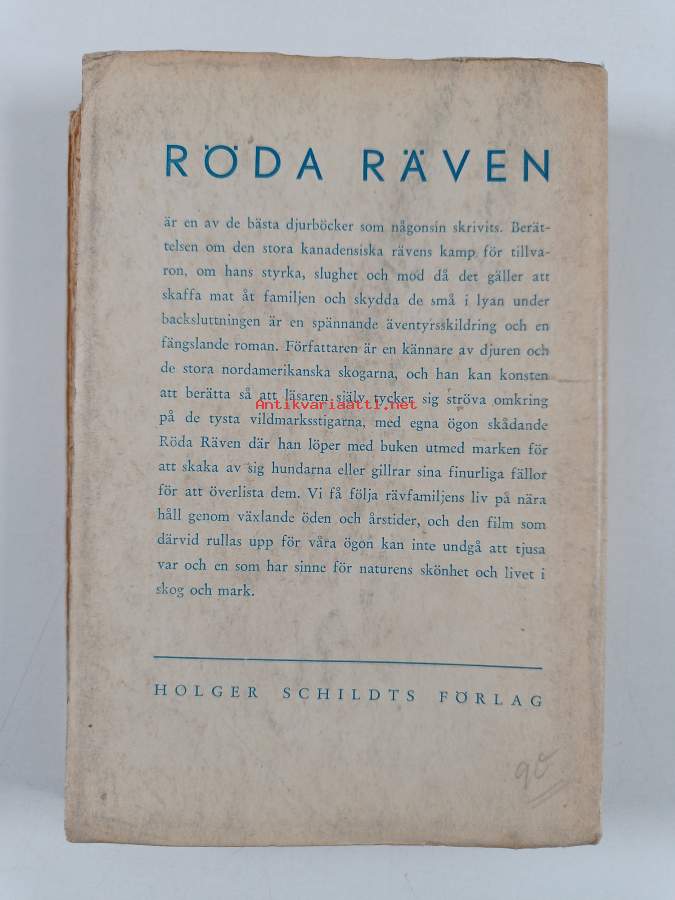 RÖDA RÄVEN
är en av de bästa djurböcker som någonsin skrivits. Berät-
telsen om den stora kanadensiska rävens kamp för tillva-
ron, om hans styrka, slughet och mod då det gäller att
skaffa mat åt familjen och skydda de små i lyan under
backsluttningen är en spännande äventyrsskildring och en
fängslande roman. Författaren är en kännare av djuren och
de stora nordamerikanska skogarna, och han kan konsten
att berätta så att läsaren själv tycker sig ströva omkring
Antikvariaatti.net
på de tysta vildmarksstigarna, med egna ögon skådande
Röda Räven där han löper med buken utmed marken för
att skaka av sig hundarna eller gillrar sina finurliga fällor
för att överlista dem. Vi få följa rävfamiljens liv på nära
håll genom växlande öden och årstider, och den film som
därvid rullas upp för våra ögon kan inte undgå att tjusa
var och en som har sinne för naturens skönhet och livet i
skog och mark.
HOLGER SCHILDTS FÖRLAG